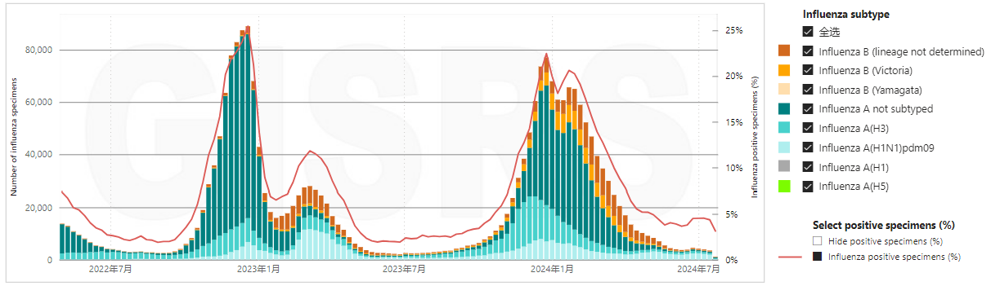 GISRS
Number of influenza specimens
80,000
60,000
40,000
20,000
0
25%
20%
15%
10%
5%
0%
Influenza positive specimens (%)
2022年7月
2023年1月
2023年7月
2024年1月
2024年7月
Influenza subtype
全选
Influenza B (lineage not determined)
Influenza B (Victoria)
Influenza B (Yamagata)
Influenza A not subtyped
Influenza A(H3)
Influenza A(H1N1)pdm09
Influenza A(H1)
Influenza A(H5)
Select positive specimens (%)
Hide positive specimens (%)
Influenza positive specimens (%)